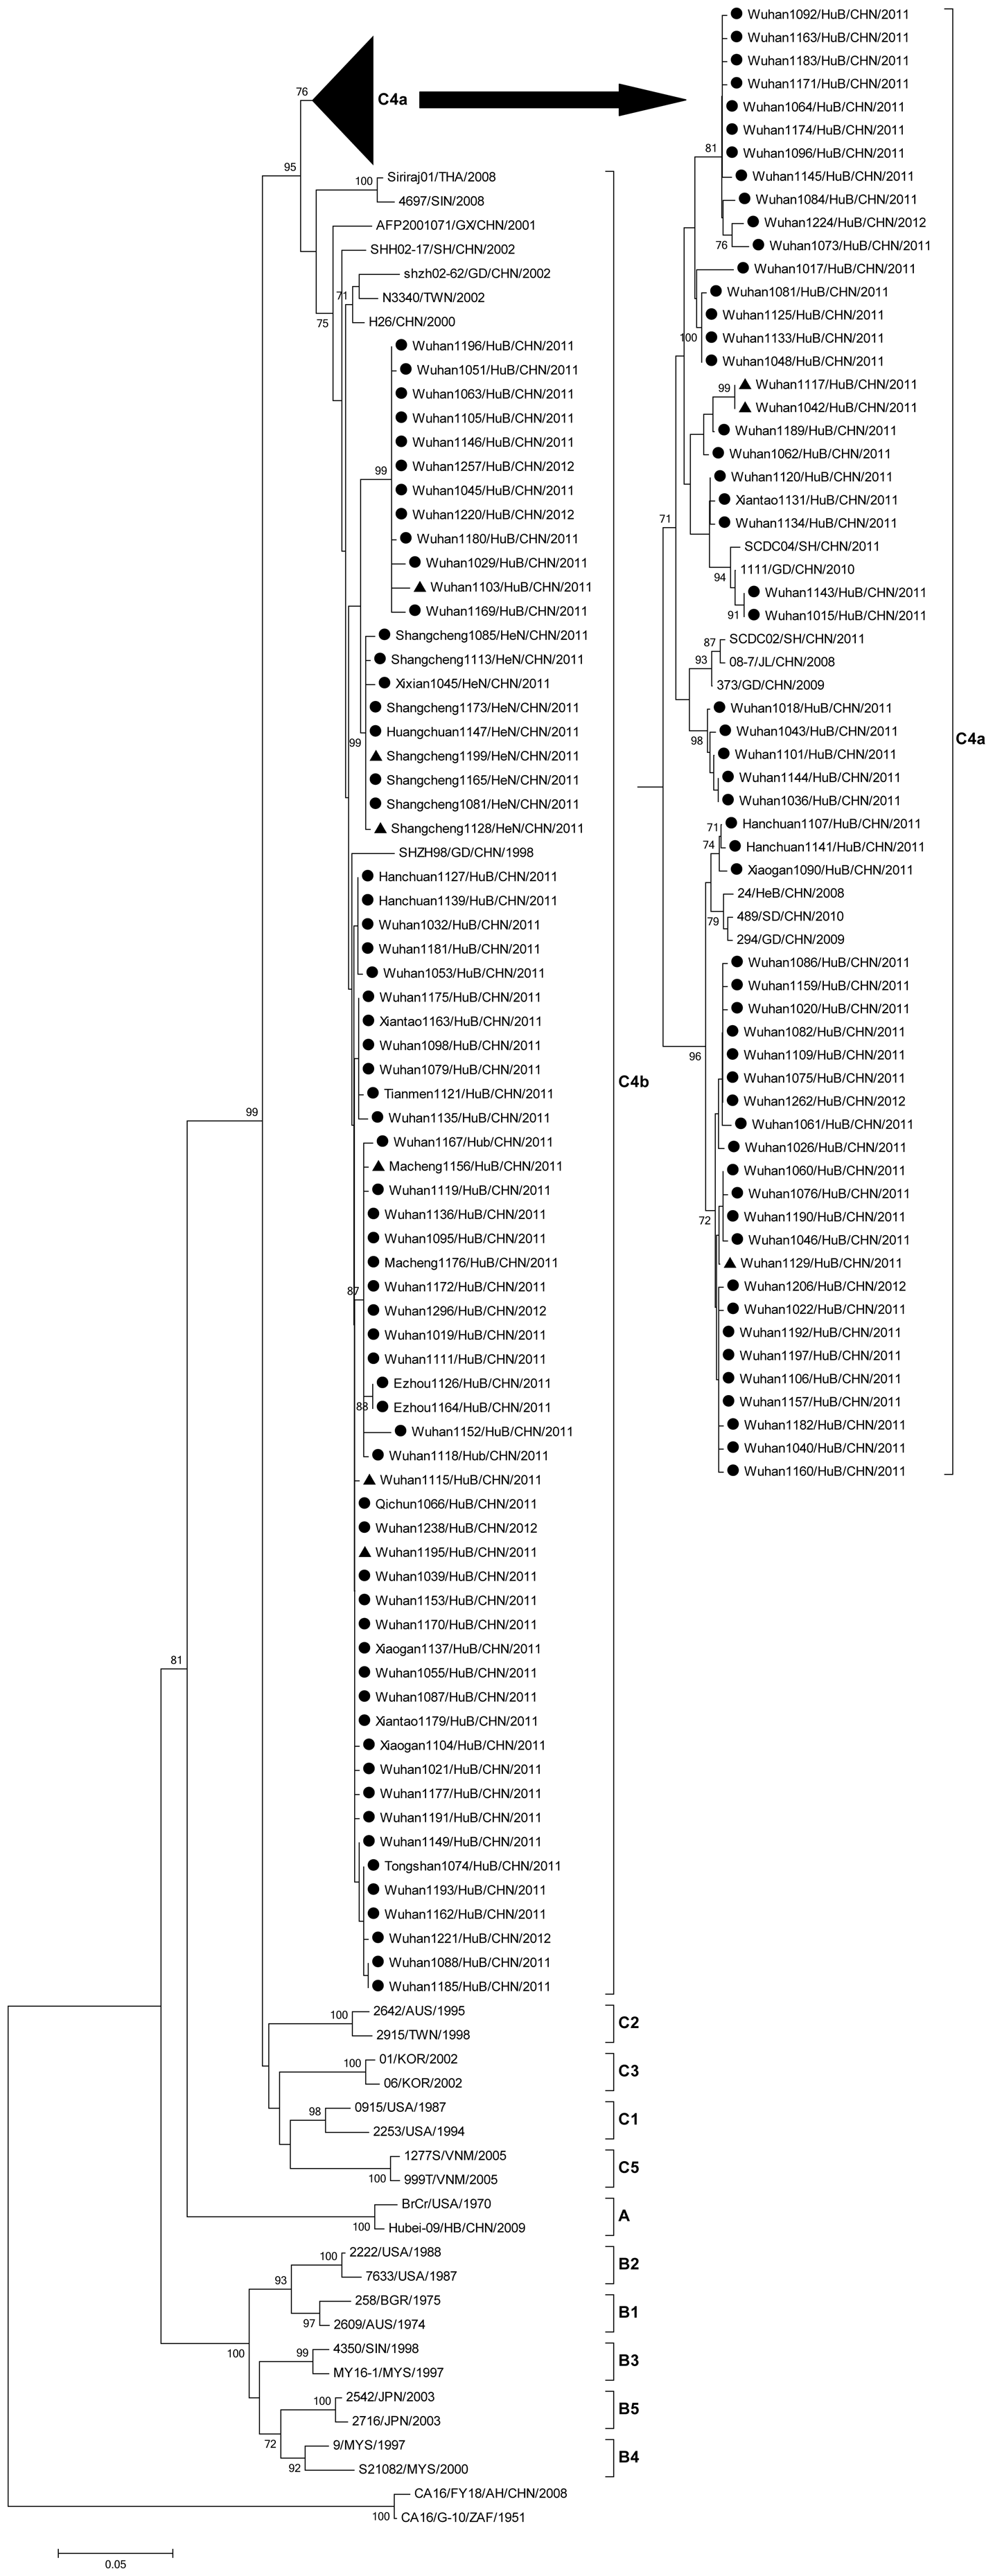 76
C4a
95
100
Siriraj01/THA/2008
4697/SIN/2008
AFP2001071/GX/CHN/2001
SHH02-17/SH/CHN/2002
shzh02-62/GD/CHN/2002
71
N3340/TWN/2002
75
H26/CHN/2000
Wuhan1196/HuB/CHN/2011
Wuhan1051/HuB/CHN/2011
Wuhan1063/HuB/CHN/2011
Wuhan1105/HuB/CHN/2011
Wuhan1146/HuB/CHN/2011
99
Wuhan1257/HuB/CHN/2012
Wuhan1045/HuB/CHN/2011
Wuhan1220/HuB/CHN/2012
Wuhan1180/HuB/CHN/2011
Wuhan1029/HuB/CHN/2011
Wuhan1103/HuB/CHN/2011
Wuhan1169/HuB/CHN/2011
Shangcheng1085/HeN/CHN/2011
Shangcheng1113/HeN/CHN/2011
Xixian1045/HeN/CHN/2011
Shangcheng1173/HeN/CHN/2011
Huangchuan1147/HeN/CHN/2011
99
Shangcheng1199/HeN/CHN/2011
Shangcheng1165/HeN/CHN/2011
Shangcheng1081/HeN/CHN/2011
Shangcheng1128/HeN/CHN/2011
SHZH98/GD/CHN/1998
Hanchuan1127/HuB/CHN/2011
Hanchuan1139/HuB/CHN/2011
Wuhan1032/HuB/CHN/2011
Wuhan1181/HuB/CHN/2011
Wuhan1053/HuB/CHN/2011
Wuhan1175/HuB/CHN/2011
Xiantao1163/HuB/CHN/2011
Wuhan1098/HuB/CHN/2011
Wuhan1079/HuB/CHN/2011
C4b
Tianmen1121/HuB/CHN/2011
99
Wuhan1135/HuB/CHN/2011
Wuhan1167/Hub/CHN/2011
Macheng1156/HuB/CHN/2011
Wuhan1119/HuB/CHN/2011
Wuhan1136/HuB/CHN/2011
Wuhan1095/HuB/CHN/2011
Macheng1176/HuB/CHN/2011
87
Wuhan1172/HuB/CHN/2011
Wuhan1296/HuB/CHN/2012
Wuhan1019/HuB/CHN/2011
Wuhan1111/HuB/CHN/2011
Ezhou1126/HuB/CHN/2011
88
Ezhou1164/HuB/CHN/2011
Wuhan1152/HuB/CHN/2011
Wuhan1118/Hub/CHN/2011
Wuhan1115/HuB/CHN/2011
Qichun1066/HuB/CHN/2011
Wuhan1238/HuB/CHN/2012
Wuhan1195/HuB/CHN/2011
Wuhan1039/HuB/CHN/2011
Wuhan1153/HuB/CHN/2011
Wuhan1170/HuB/CHN/2011
81
Xiaogan1137/HuB/CHN/2011
Wuhan1055/HuB/CHN/2011
Wuhan1087/HuB/CHN/2011
Xiantao1179/HuB/CHN/2011
Xiaogan1104/HuB/CHN/2011
Wuhan1021/HuB/CHN/2011
Wuhan1177/HuB/CHN/2011
Wuhan1191/HuB/CHN/2011
Wuhan1149/HuB/CHN/2011
Tongshan1074/HuB/CHN/2011
Wuhan1193/HuB/CHN/2011
Wuhan1162/HuB/CHN/2011
Wuhan1221/HuB/CHN/2012
Wuhan1088/HuB/CHN/2011
Wuhan1185/HuB/CHN/2011
100
2642/AUS/1995
C2
2915/TWN/1998
01/KOR/2002
100
C3
06/KOR/2002
0915/USA/1987
98
C1
2253/USA/1994
1277S/VNM/2005
C5
100
999T/VNM/2005
BrCr/USA/1970
A
100
Hubei-09/HB/CHN/2009
2222/USA/1988
100
B2
7633/USA/1987
93
258/BGR/1975
B1
97
2609/AUS/1974
100
4350/SIN/1998
99
B3
MY16-1/MYS/1997
2542/JPN/2003
100
B5
2716/JPN/2003
72
9/MYS/1997
B4
92
S21082/MYS/2000
CA16/FY18/AH/CHN/2008
100
CA16/G-10/ZAF/1951
0.05
Wuhan1092/HuB/CHN/2011
Wuhan1163/HuB/CHN/2011
Wuhan1183/HuB/CHN/2011
Wuhan1171/HuB/CHN/2011
Wuhan1064/HuB/CHN/2011
Wuhan1174/HuB/CHN/2011
81
Wuhan1096/HuB/CHN/2011
Wuhan1145/HuB/CHN/2011
Wuhan1084/HuB/CHN/2011
Wuhan1224/HuB/CHN/2012
76
Wuhan1073/HuB/CHN/2011
Wuhan1017/HuB/CHN/2011
Wuhan1081/HuB/CHN/2011
Wuhan1125/HuB/CHN/2011
100
Wuhan1133/HuB/CHN/2011
Wuhan1048/HuB/CHN/2011
99
Wuhan1117/HuB/CHN/2011
Wuhan1042/HuB/CHN/2011
Wuhan1189/HuB/CHN/2011
Wuhan1062/HuB/CHN/2011
Wuhan1120/HuB/CHN/2011
Xiantao1131/HuB/CHN/2011
71
Wuhan1134/HuB/CHN/2011
SCDC04/SH/CHN/2011
94
1111/GD/CHN/2010
Wuhan1143/HuB/CHN/2011
91
Wuhan1015/HuB/CHN/2011
87
SCDC02/SH/CHN/2011
93
08-7/JL/CHN/2008
373/GD/CHN/2009
Wuhan1018/HuB/CHN/2011
Wuhan1043/HuB/CHN/2011
98
C4a
Wuhan1101/HuB/CHN/2011
Wuhan1144/HuB/CHN/2011
Wuhan1036/HuB/CHN/2011
71
Hanchuan1107/HuB/CHN/2011
74
Hanchuan1141/HuB/CHN/2011
Xiaogan1090/HuB/CHN/2011
24/HeB/CHN/2008
79
489/SD/CHN/2010
294/GD/CHN/2009
Wuhan1086/HuB/CHN/2011
Wuhan1159/HuB/CHN/2011
Wuhan1020/HuB/CHN/2011
Wuhan1082/HuB/CHN/2011
96
Wuhan1109/HuB/CHN/2011
Wuhan1075/HuB/CHN/2011
Wuhan1262/HuB/CHN/2012
Wuhan1061/HuB/CHN/2011
Wuhan1026/HuB/CHN/2011
Wuhan1060/HuB/CHN/2011
Wuhan1076/HuB/CHN/2011
72
Wuhan1190/HuB/CHN/2011
Wuhan1046/HuB/CHN/2011
Wuhan1129/HuB/CHN/2011
Wuhan1206/HuB/CHN/2012
Wuhan1022/HuB/CHN/2011
Wuhan1192/HuB/CHN/2011
Wuhan1197/HuB/CHN/2011
Wuhan1106/HuB/CHN/2011
Wuhan1157/HuB/CHN/2011
Wuhan1182/HuB/CHN/2011
Wuhan1040/HuB/CHN/2011
Wuhan1160/HuB/CHN/2011